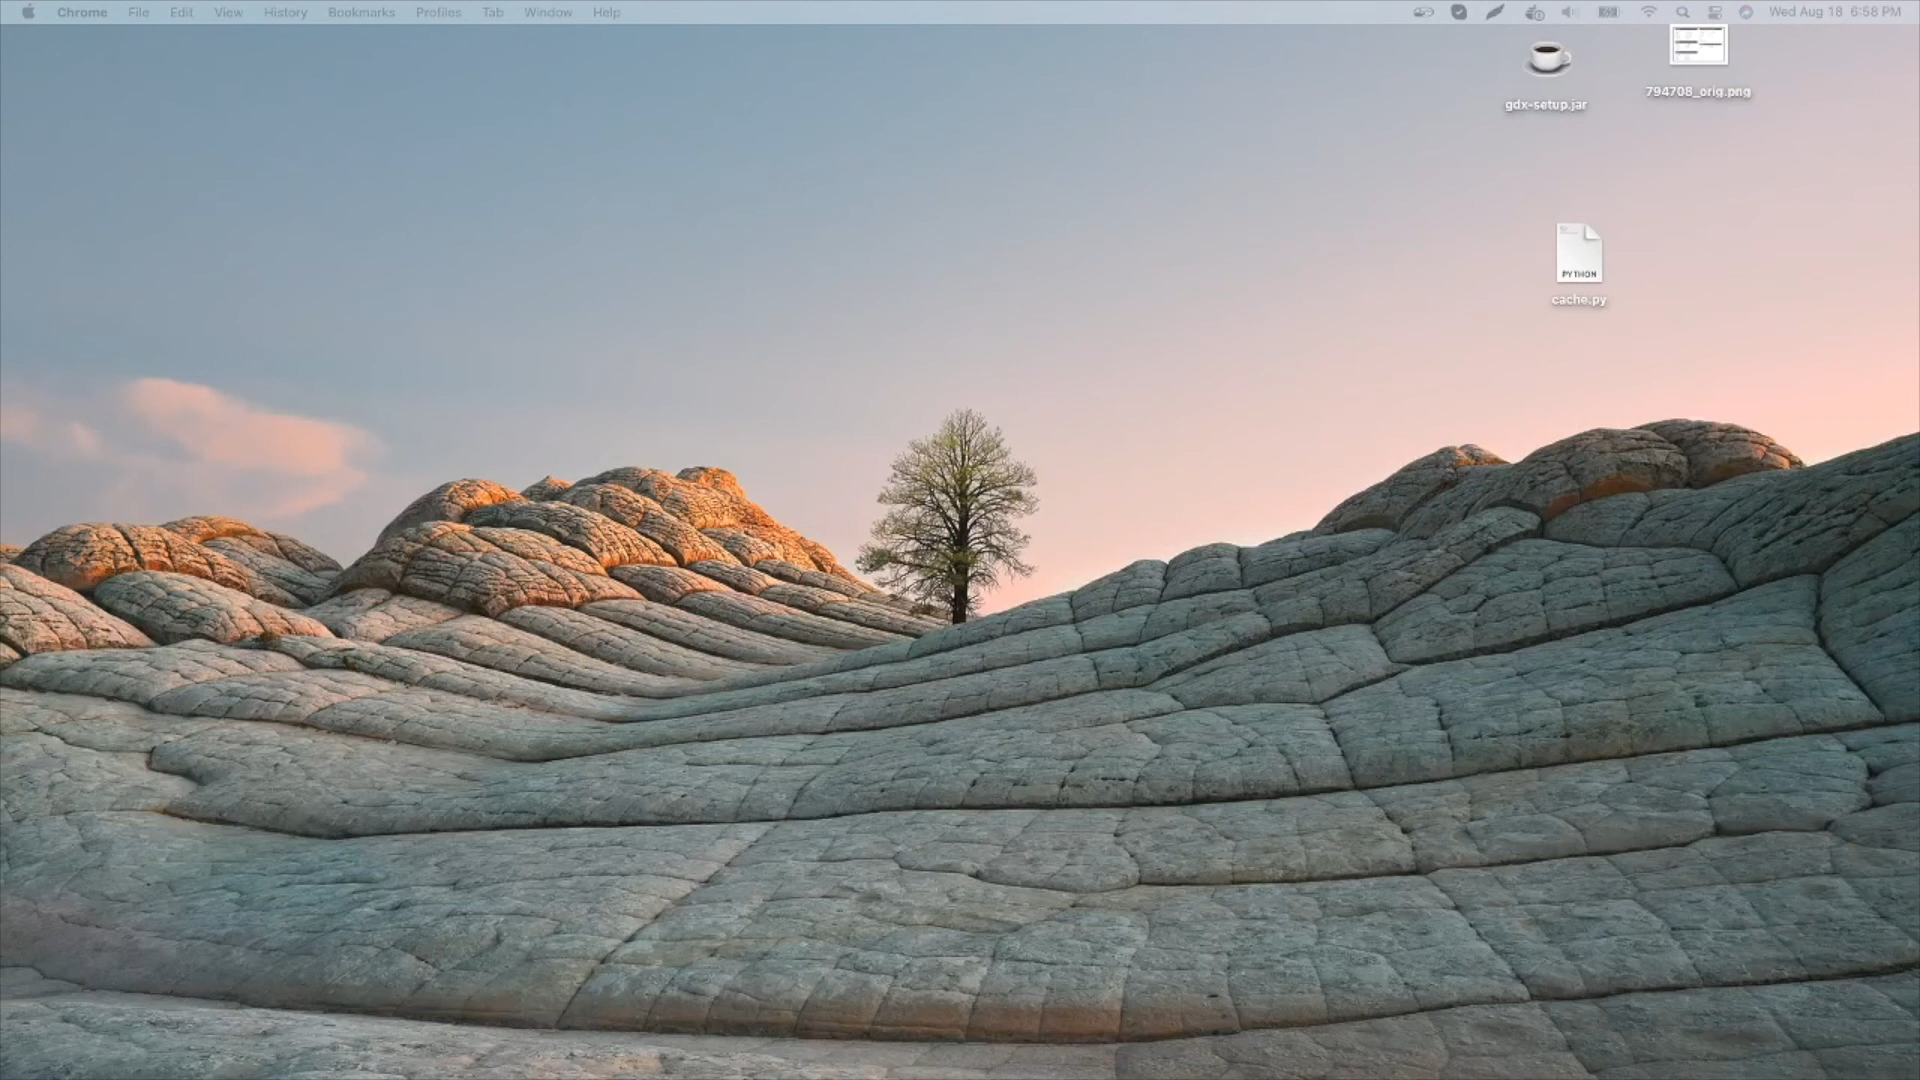 Chrome File Edit View History Bookmarks Profiles Tab Window Help Wed Aug 18 6:58 PM
gdx-setup.jar
794708_orig.png
PYTHON
cache.py